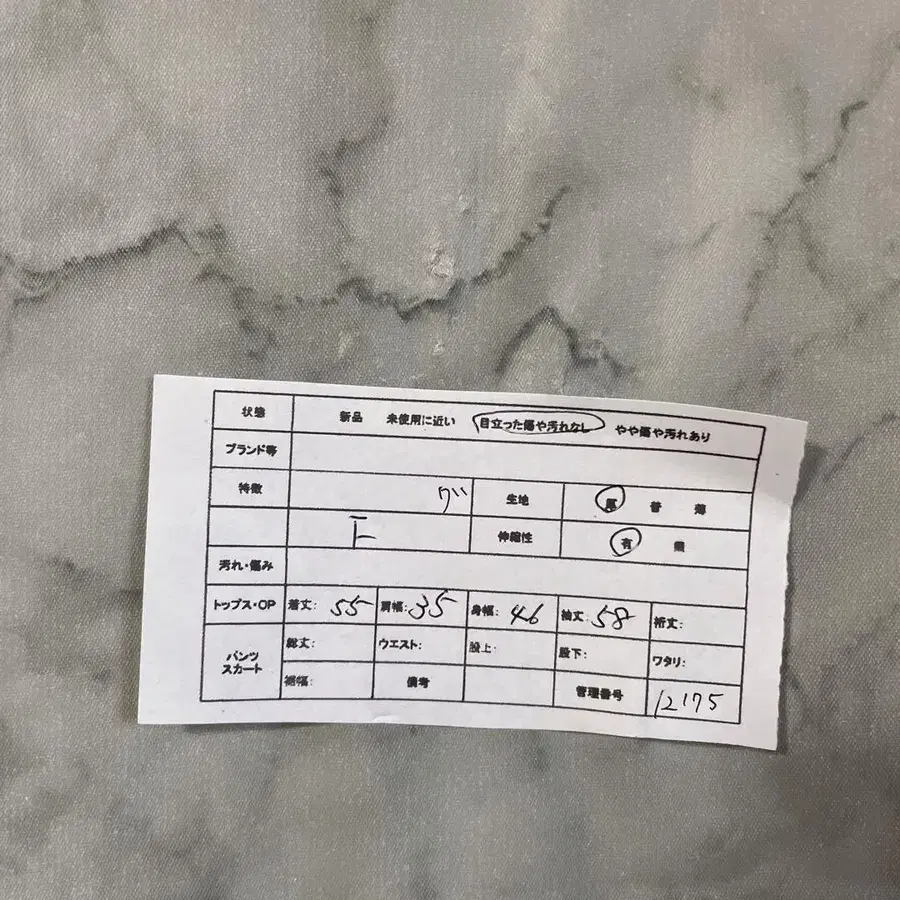 状態 新品 未使用に近い 目立った傷や汚れなし やや傷や汚れあり
ブランド等
特徴 グ 生地 厚 普 薄
伸縮性 有 無
汚れ・傷み
トップス・OP 着丈: 55 肩幅: 35 身幅: 46 袖丈: 58 裄丈:
パンツ スカート 総丈: ウエスト: 股上: 股下: ワタリ:
裾幅: 備考 管理番号 12175